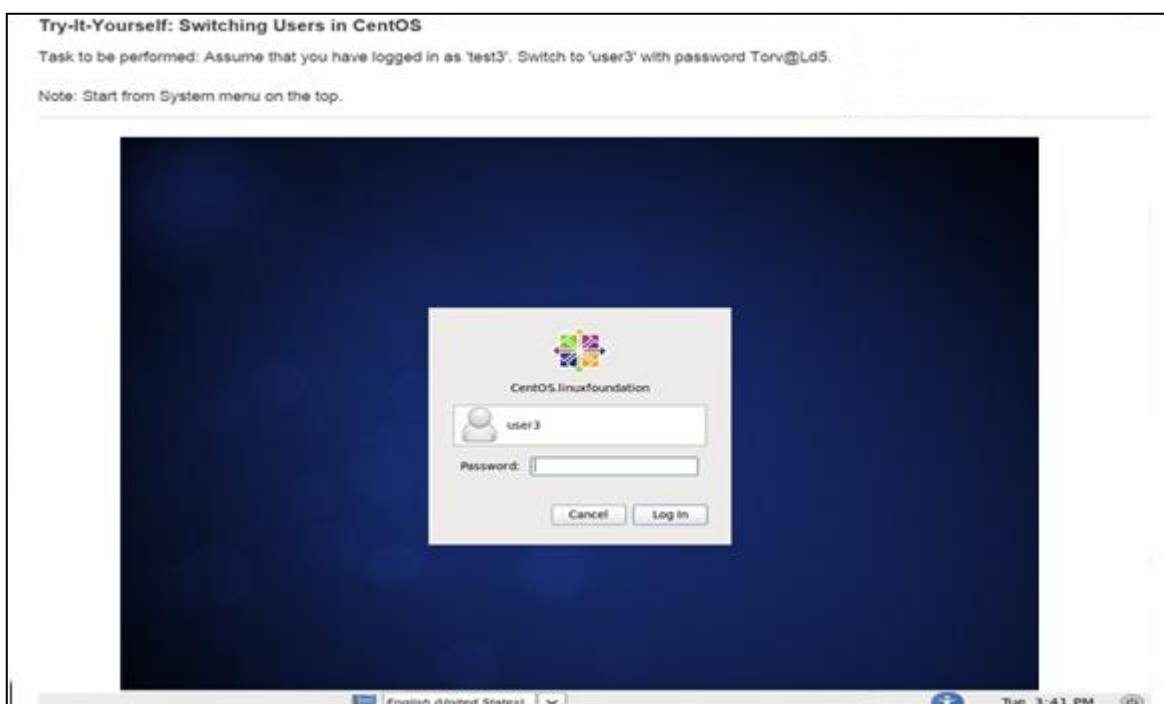 Try-It-Yourself: Switching Users in CentOS
Task to be performed: Assume that you have logged in as 'test3'. Switch to 'user3' with password Torv@Ld5.
Note: Start from System menu on the top.
CentOS.linuxfoundation
user3
Password:
Cancel Log In
English (United States) Tue 3:41 PM